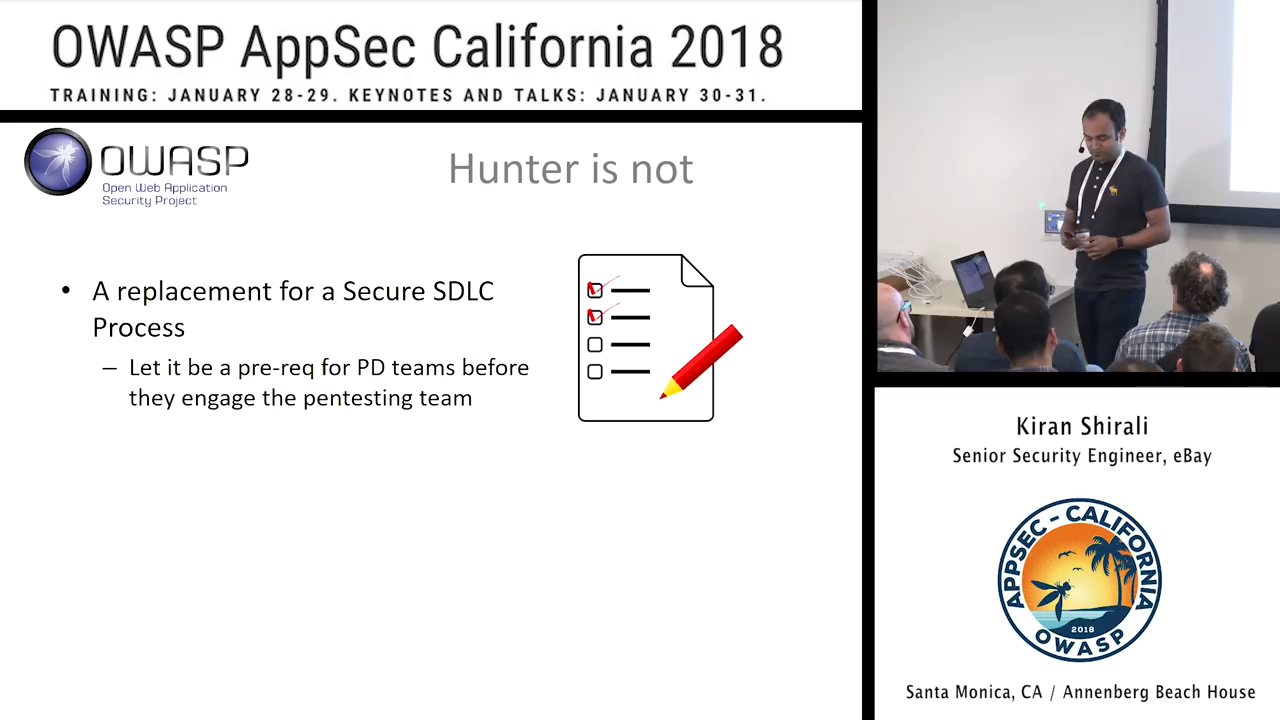 OWASP AppSec California 2018
TRAINING: JANUARY 28-29. KEYNOTES AND TALKS: JANUARY 30-31.
OWASP
Open Web Application
Security Project
Hunter is not
• A replacement for a Secure SDLC
Process
– Let it be a pre-req for PD teams before
they engage the pentesting team
Kiran Shirali
Senior Security Engineer, eBay
APPSEC - CALIFORNIA
2018
OWASP
Santa Monica, CA / Annenberg Beach House